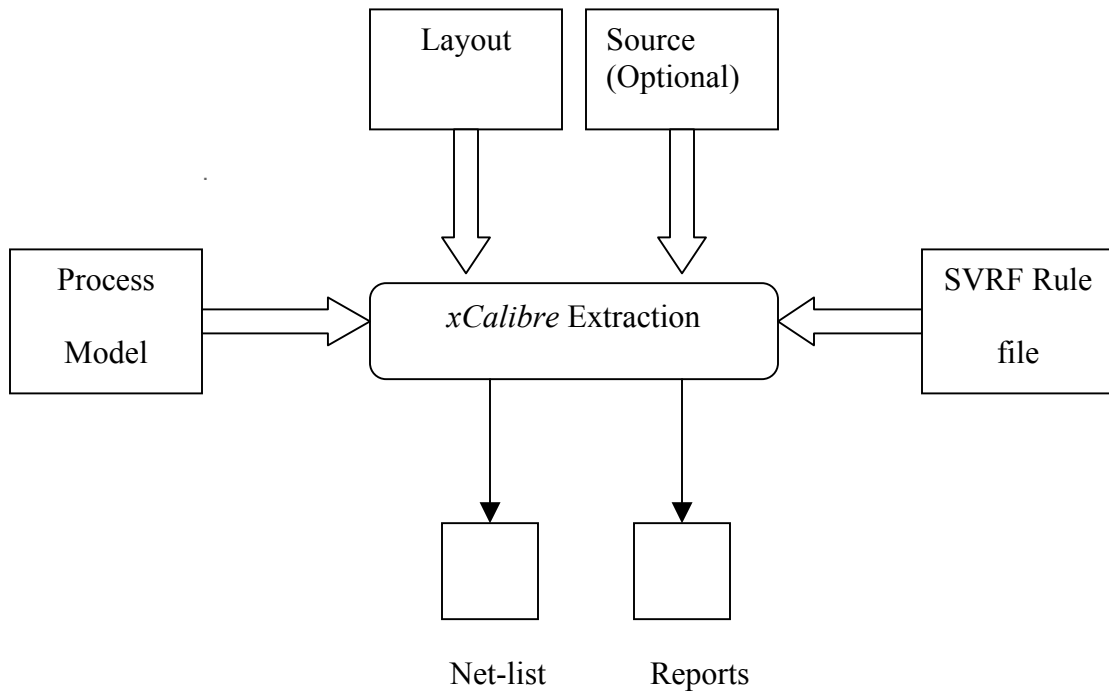 Layout
Source
(Optional)
Process
Model
xCalibre Extraction
SVRF Rule
file
Net-list
Reports